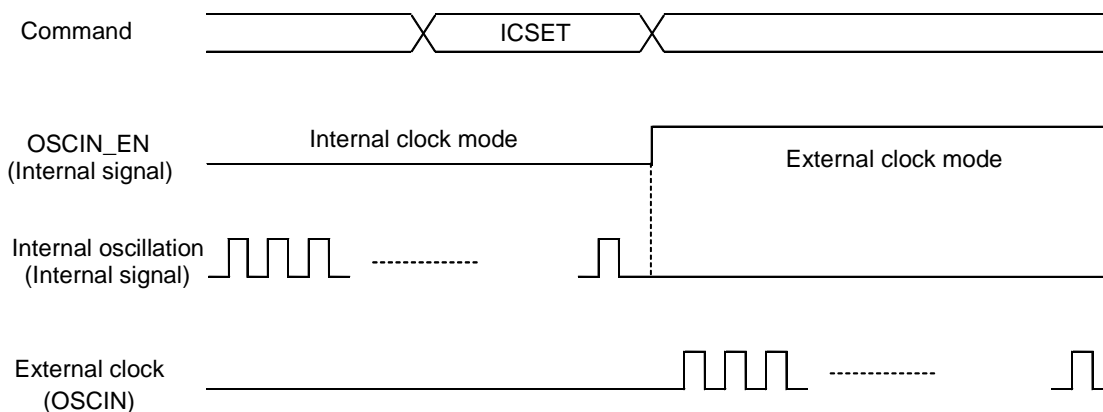 Command
ICSET
OSCIN_EN
(Internal signal)
Internal clock mode
External clock mode
Internal oscillation
(Internal signal)
External clock
(OSCIN)